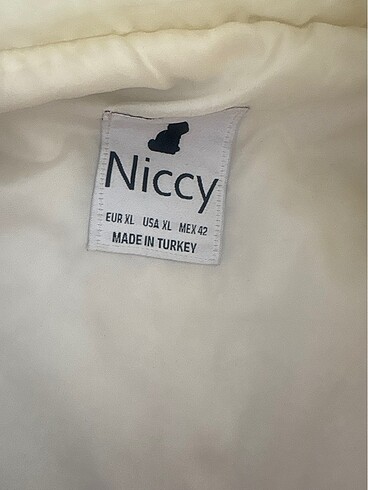 Niccy
EUR XL USA XL MEX 42
MADE IN TURKEY